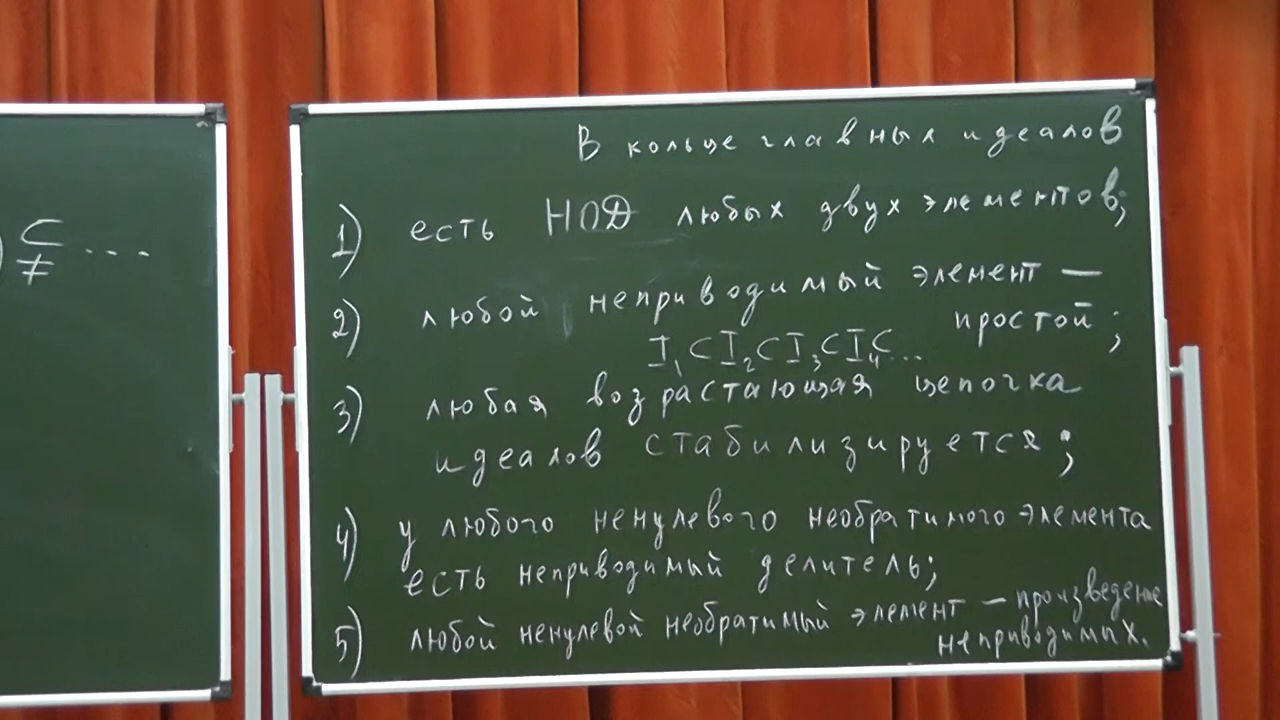 ) ⊊ ...
В кольце главных идеалов
1) есть НОД любых двух элементов;
2) любой неприводимый элемент —
простой;
I₁ ⊂ I₂ ⊂ I₃ ⊂ I₄ ⊂ ...
3) любая возрастающая цепочка
идеалов стабилизируется;
4) у любого ненулевого необратимого элемента
есть неприводимый делитель;
5) любой ненулевой необратимый элемент — произведение
неприводимых.